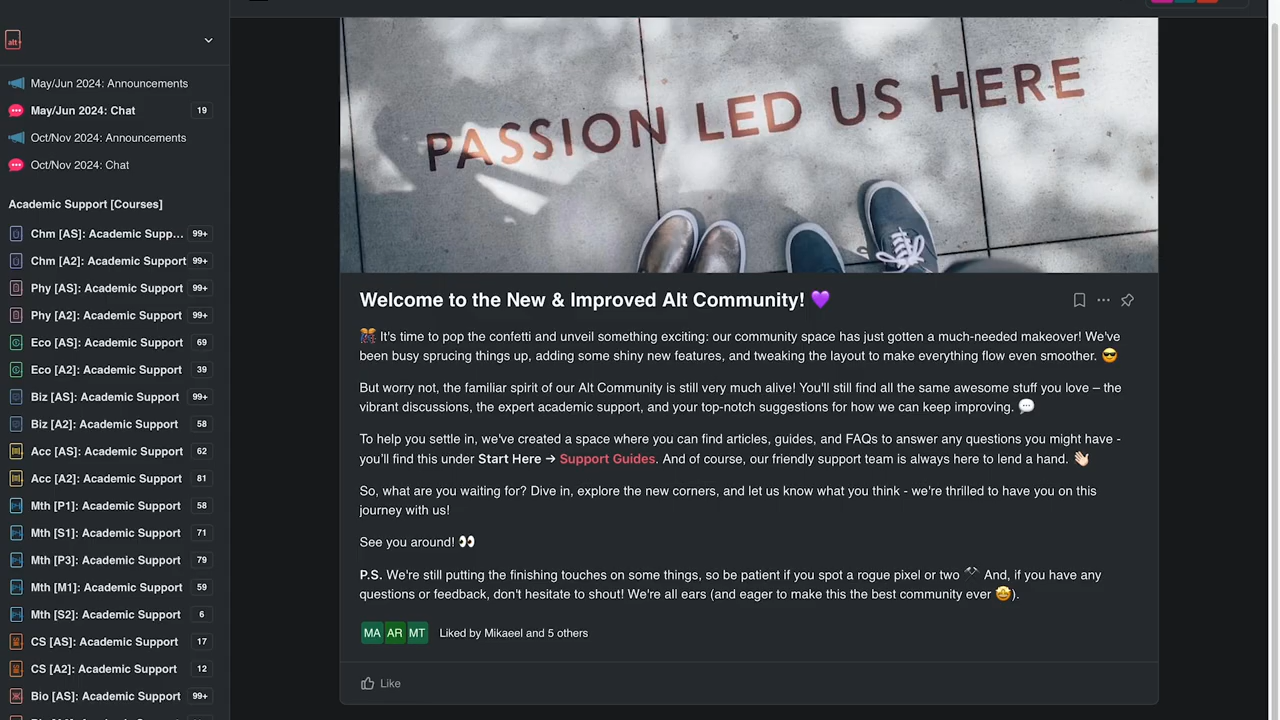 alt
May/Jun 2024: Announcements
May/Jun 2024: Chat 19
Oct/Nov 2024: Announcements
Oct/Nov 2024: Chat
Academic Support [Courses]
Chm [AS]: Academic Supp... 99+
Chm [A2]: Academic Support 99+
Phy [AS]: Academic Support 99+
Phy [A2]: Academic Support 99+
Eco [AS]: Academic Support 69
Eco [A2]: Academic Support 39
Biz [AS]: Academic Support 99+
Biz [A2]: Academic Support 58
Acc [AS]: Academic Support 62
Acc [A2]: Academic Support 81
Mth [P1]: Academic Support 58
Mth [S1]: Academic Support 71
Mth [P3]: Academic Support 79
Mth [M1]: Academic Support 59
Mth [S2]: Academic Support 6
CS [AS]: Academic Support 17
CS [A2]: Academic Support 12
Bio [AS]: Academic Support 99+
PASSION LED US HERE
Welcome to the New & Improved Alt Community! 💜
🎊 It's time to pop the confetti and unveil something exciting: our community space has just gotten a much-needed makeover! We've
been busy sprucing things up, adding some shiny new features, and tweaking the layout to make everything flow even smoother. 😎
But worry not, the familiar spirit of our Alt Community is still very much alive! You'll still find all the same awesome stuff you love – the
vibrant discussions, the expert academic support, and your top-notch suggestions for how we can keep improving. 💬
To help you settle in, we've created a space where you can find articles, guides, and FAQs to answer any questions you might have -
you'll find this under Start Here → Support Guides. And of course, our friendly support team is always here to lend a hand. 👋🏻
So, what are you waiting for? Dive in, explore the new corners, and let us know what you think - we're thrilled to have you on this
journey with us!
See you around! 👀
P.S. We're still putting the finishing touches on some things, so be patient if you spot a rogue pixel or two ⚒ And, if you have any
questions or feedback, don't hesitate to shout! We're all ears (and eager to make this the best community ever 🤩).
MA AR MT Liked by Mikaeel and 5 others
Like